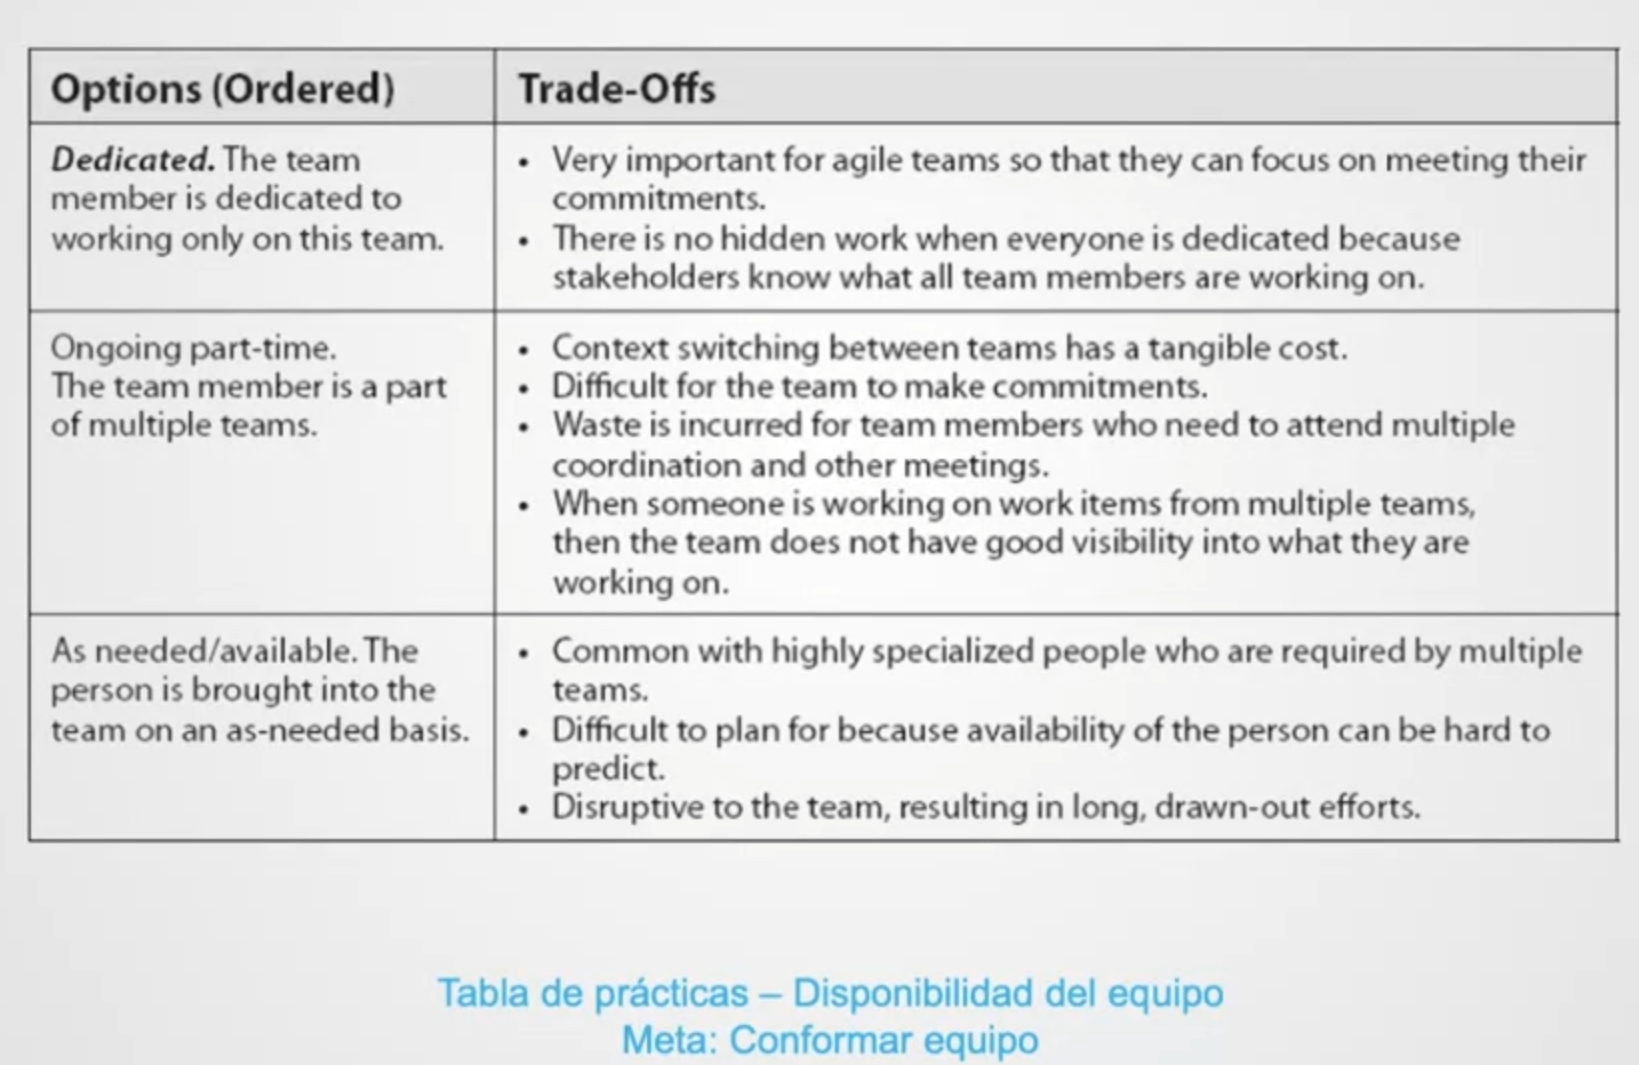 Options (Ordered)
Trade-Offs
Dedicated. The team
member is dedicated to
working only on this team.
• Very important for agile teams so that they can focus on meeting their
commitments.
• There is no hidden work when everyone is dedicated because
stakeholders know what all team members are working on.
Ongoing part-time.
The team member is a part
of multiple teams.
• Context switching between teams has a tangible cost.
• Difficult for the team to make commitments.
• Waste is incurred for team members who need to attend multiple
coordination and other meetings.
• When someone is working on work items from multiple teams,
then the team does not have good visibility into what they are
working on.
As needed/available. The
person is brought into the
team on an as-needed basis.
• Common with highly specialized people who are required by multiple
teams.
• Difficult to plan for because availability of the person can be hard to
predict.
• Disruptive to the team, resulting in long, drawn-out efforts.
Tabla de prácticas – Disponibilidad del equipo
Meta: Conformar equipo